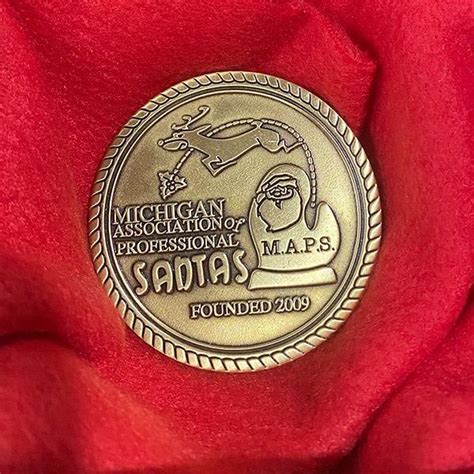 MICHIGAN
ASSOCIATION of
PROFESSIONAL
SANTAS
M.A.P.S.
FOUNDED 2009